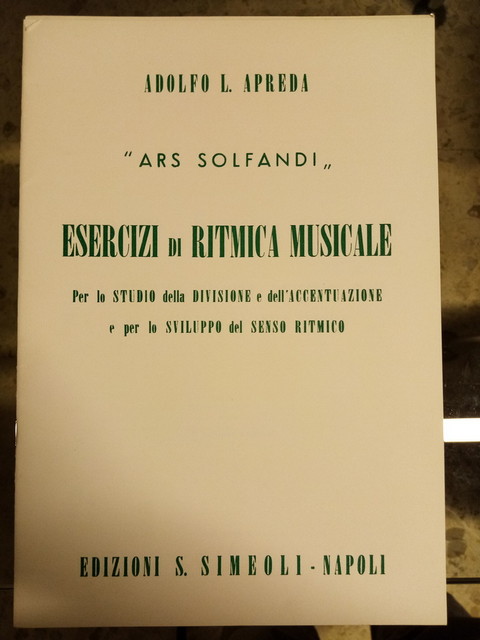 ADOLFO L. APREDA
"ARS SOLFANDI„
ESERCIZI DI RITMICA MUSICALE
Per lo STUDIO della DIVISIONE e dell'ACCENTUAZIONE
e per lo SVILUPPO del SENSO RITMICO
EDIZIONI S. SIMEOLI - NAPOLI